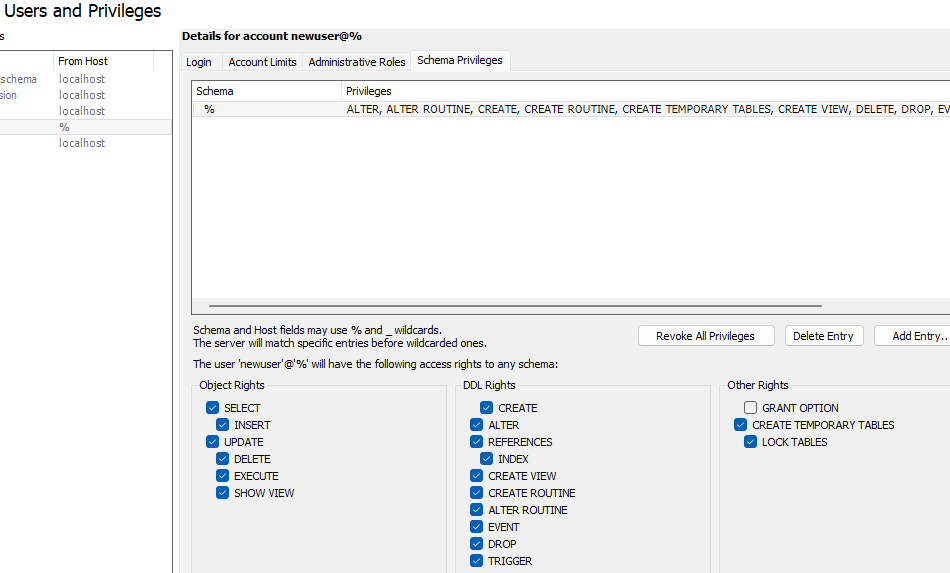 Users and Privileges
s
From Host
schema localhost
sion localhost
localhost
%
localhost
Details for account newuser@%
Login Account Limits Administrative Roles Schema Privileges
Schema Privileges
% ALTER, ALTER ROUTINE, CREATE, CREATE ROUTINE, CREATE TEMPORARY TABLES, CREATE VIEW, DELETE, DROP, EV
Schema and Host fields may use % and _ wildcards.
The server will match specific entries before wildcarded ones.
Revoke All Privileges Delete Entry Add Entry...
The user 'newuser'@'%' will have the following access rights to any schema:
Object Rights
SELECT
INSERT
UPDATE
DELETE
EXECUTE
SHOW VIEW
DDL Rights
CREATE
ALTER
REFERENCES
INDEX
CREATE VIEW
CREATE ROUTINE
ALTER ROUTINE
EVENT
DROP
TRIGGER
Other Rights
GRANT OPTION
CREATE TEMPORARY TABLES
LOCK TABLES